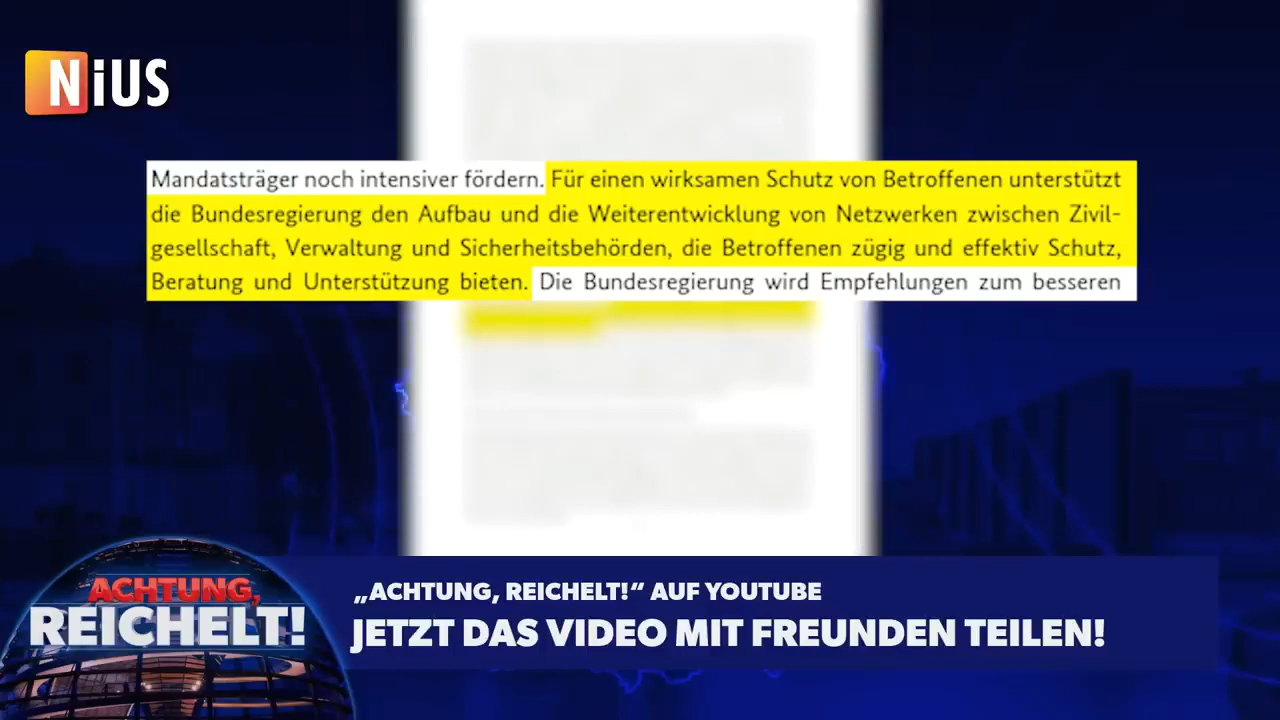 NiUS
Mandatsträger noch intensiver fördern. Für einen wirksamen Schutz von Betroffenen unterstützt
die Bundesregierung den Aufbau und die Weiterentwicklung von Netzwerken zwischen Zivil-
gesellschaft, Verwaltung und Sicherheitsbehörden, die Betroffenen zügig und effektiv Schutz,
Beratung und Unterstützung bieten. Die Bundesregierung wird Empfehlungen zum besseren
ACHTUNG,
REICHELT!
„ACHTUNG, REICHELT!“ AUF YOUTUBE
JETZT DAS VIDEO MIT FREUNDEN TEILEN!